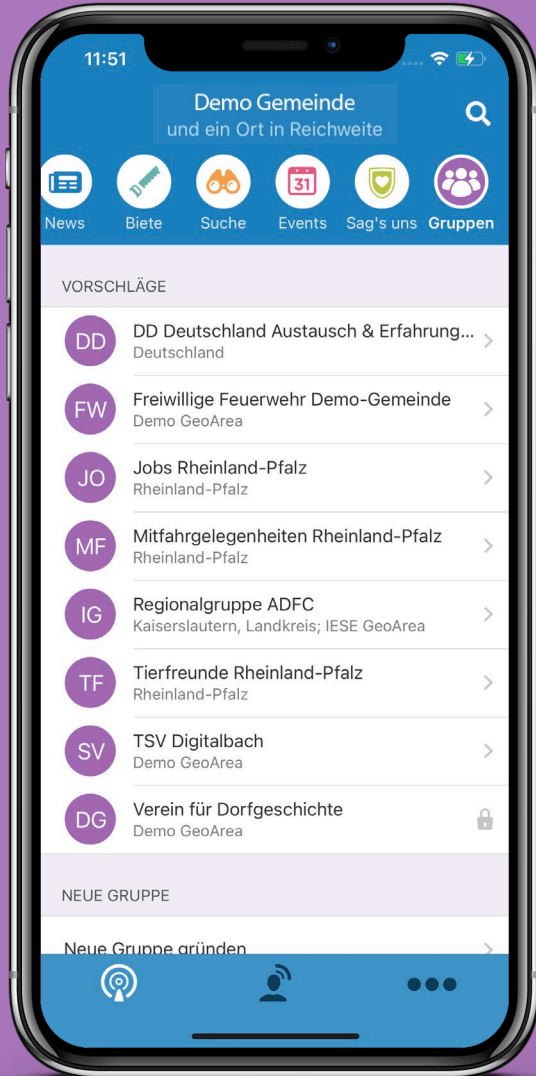 11:51
Demo Gemeinde
und ein Ort in Reichweite
31
News Biete Suche Events Sag's uns Gruppen
VORSCHLÄGE
DD DD Deutschland Austausch & Erfahrung...
Deutschland
FW Freiwillige Feuerwehr Demo-Gemeinde
Demo GeoArea
JO Jobs Rheinland-Pfalz
Rheinland-Pfalz
MF Mitfahrgelegenheiten Rheinland-Pfalz
Rheinland-Pfalz
IG Regionalgruppe ADFC
Kaiserslautern, Landkreis; IESE GeoArea
TF Tierfreunde Rheinland-Pfalz
Rheinland-Pfalz
SV TSV Digitalbach
Demo GeoArea
DG Verein für Dorfgeschichte
Demo GeoArea
NEUE GRUPPE
Neue Gruppe gründen